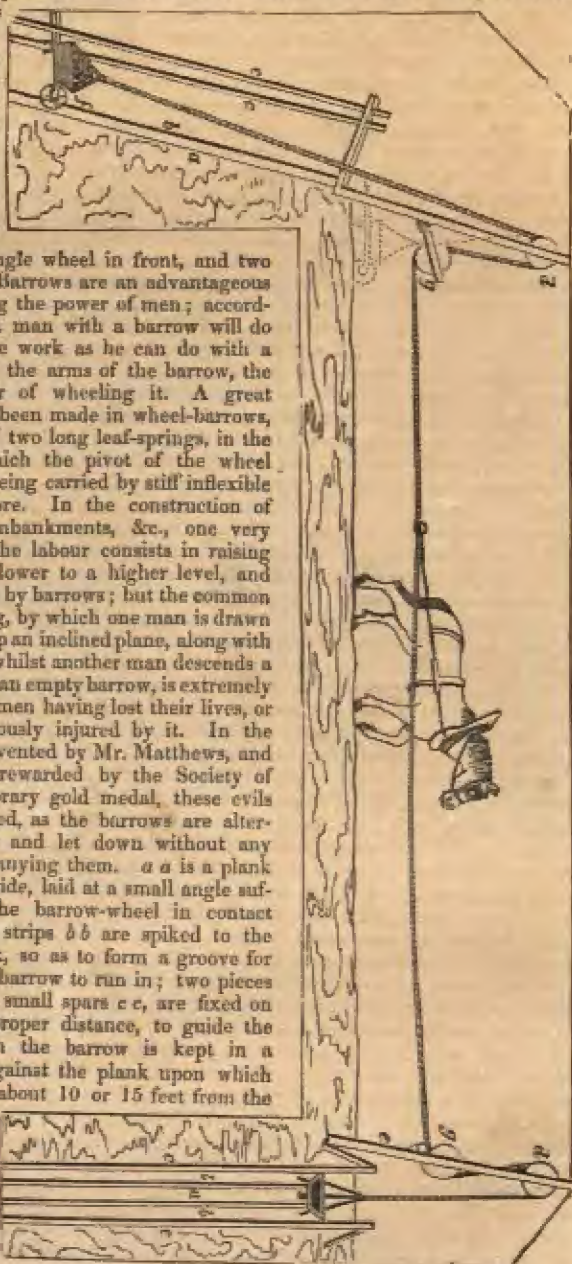 ngle wheel in front, and two
Barrows are an advantageous
g the power of men; accord-
man with a barrow will do
e work as he can do with a
the arms of the barrow, the
r of wheeling it. A great
been made in wheel-barrows,
f two long leaf-springs, in the
hich the pivot of the wheel
eing carried by stiff inflexible
ore. In the construction of
mbankments, &c., one very
he labour consists in raising
lower to a higher level, and
by barrows; but the common
g, by which one man is drawn
p an inclined plane, along with
whilst another man descends a
an empty barrow, is extremely
men having lost their lives, or
ously injured by it. In the
vented by Mr. Matthews, and
rewarded by the Society of
orary gold medal, these evils
ed, as the barrows are alter-
and let down without any
anying them. a a is a plank
ide, laid at a small angle suf-
he barrow-wheel in contact
strips b b are spiked to the
, so as to form a groove for
barrow to run in; two pieces
small spars c c, are fixed on
roper distance, to guide the
n the barrow is kept in a
gainst the plank upon which
about 10 or 15 feet from the